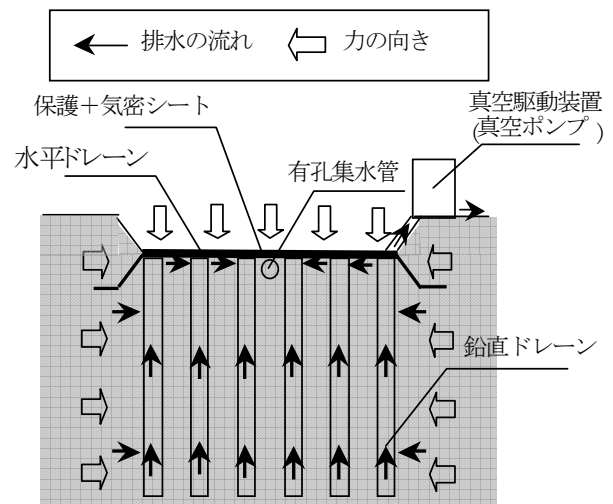 排水の流れ
力の向き
保護＋気密シート
真空駆動装置
(真空ポンプ)
水平ドレーン
有孔集水管
鉛直ドレーン